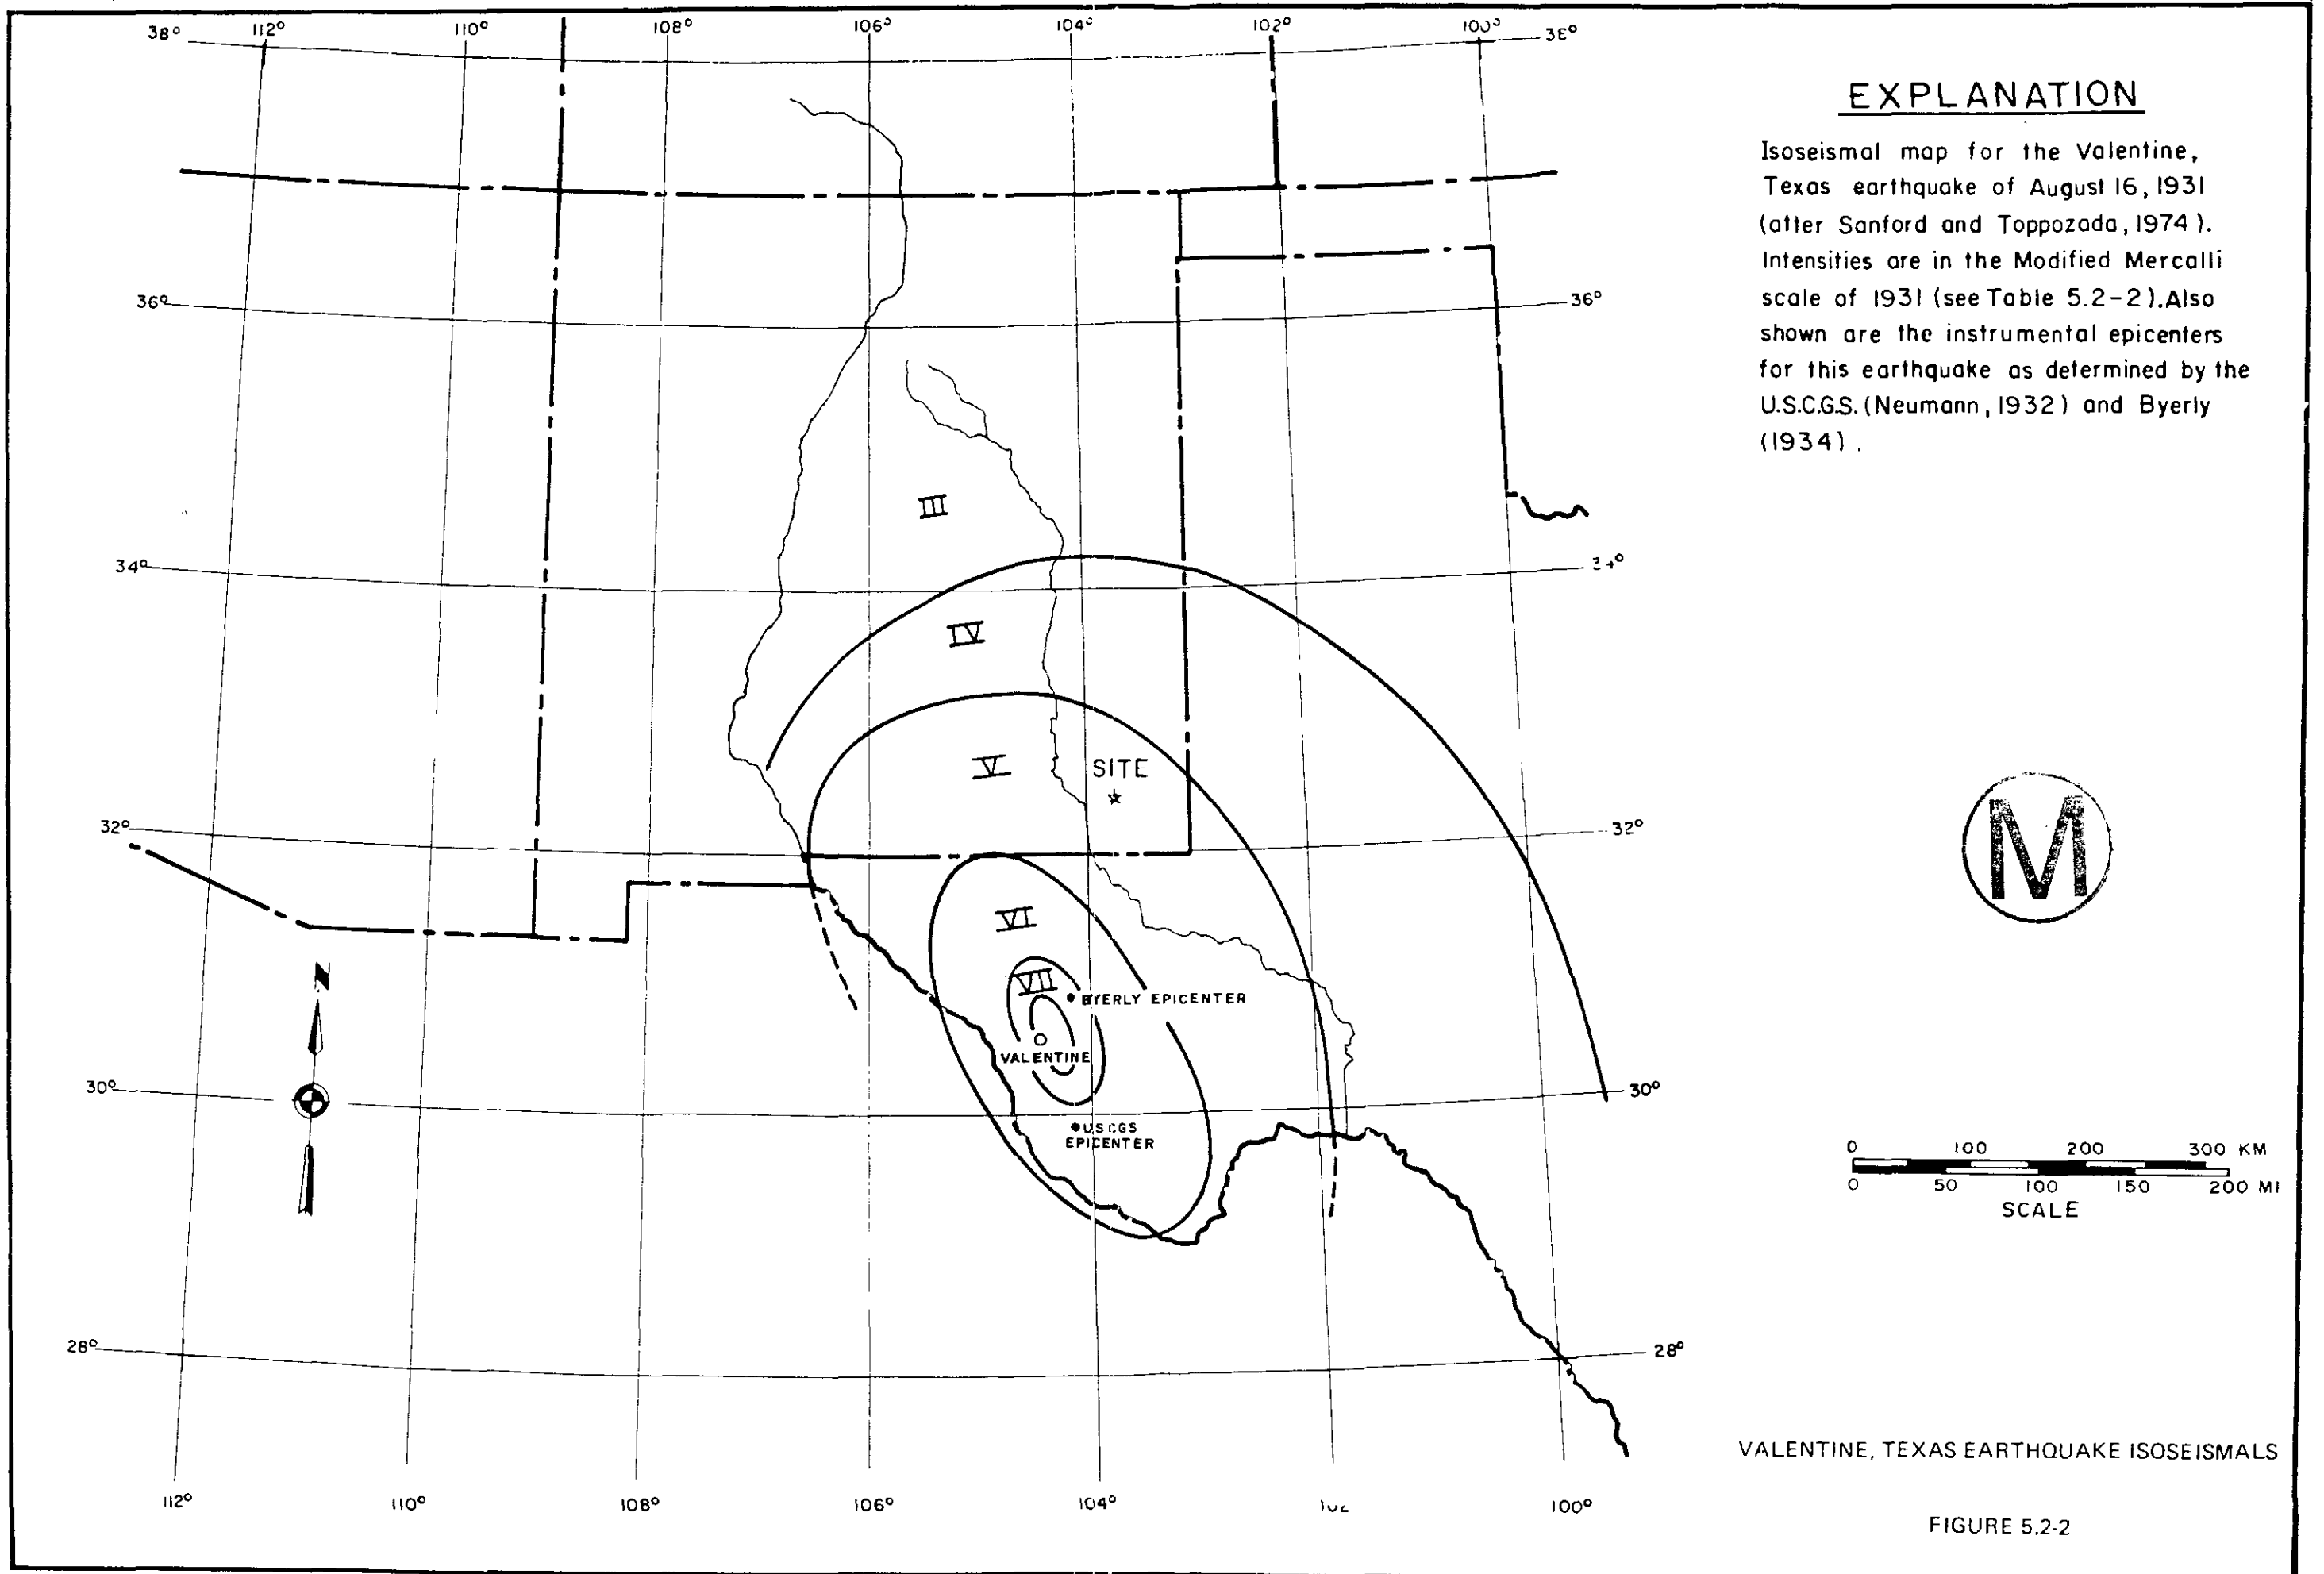 112°
110°
108°
106°
104°
102°
100°
38°
38°
EXPLANATION
Isoseismal map for the Valentine,
Texas earthquake of August 16, 1931
(atter Sanford and Toppozada, 1974).
Intensities are in the Modified Mercalli
scale of 1931 (see Table 5.2-2). Also
shown are the instrumental epicenters
for this earthquake as determined by the
U.S.C.G.S. (Neumann, 1932) and Byerly
(1934).
36°
36°
III
34°
34°
IV
V
SITE
32°
32°
M
VI
N
VII
BYERLY EPICENTER
VALENTINE
30°
30°
USCGS
EPICENTER
0 100 200 300 KM
0 50 100 150 200 MI
SCALE
28°
28°
VALENTINE, TEXAS EARTHQUAKE ISOSEISMALS
112°
110°
108°
106°
104°
100°
FIGURE 5.2-2